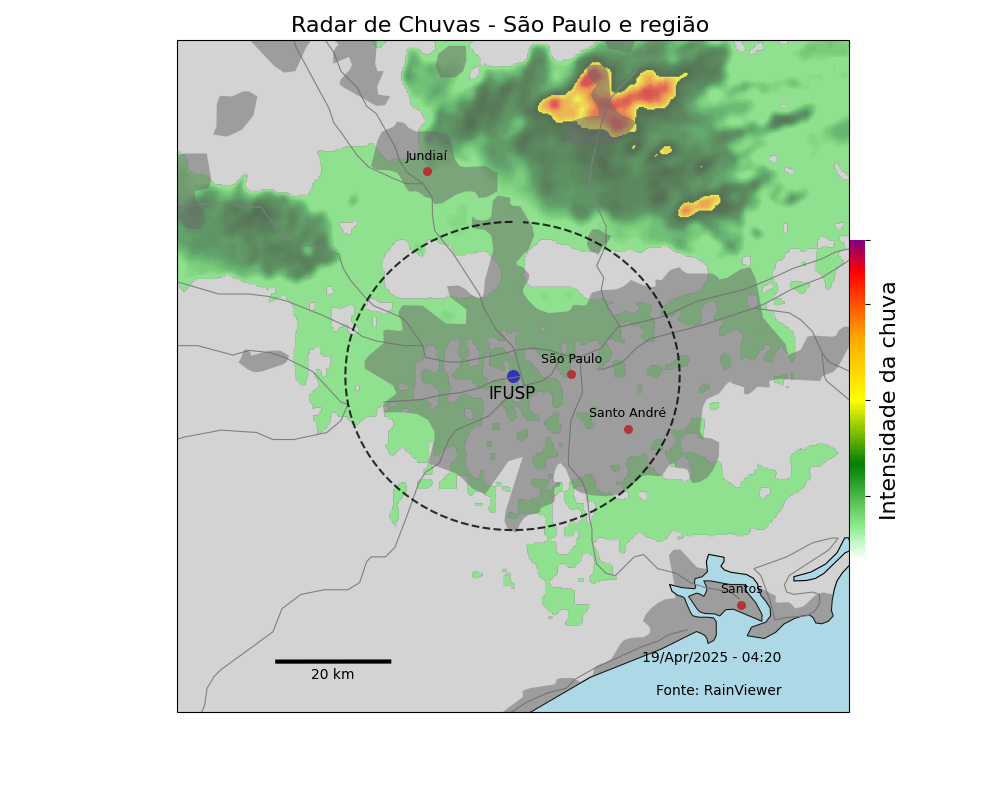 Radar de Chuvas - São Paulo e região
Jundiaí
São Paulo
IFUSP
Santo André
Intensidade da chuva
Santos
19/Apr/2025 - 04:20
20 km
Fonte: RainViewer